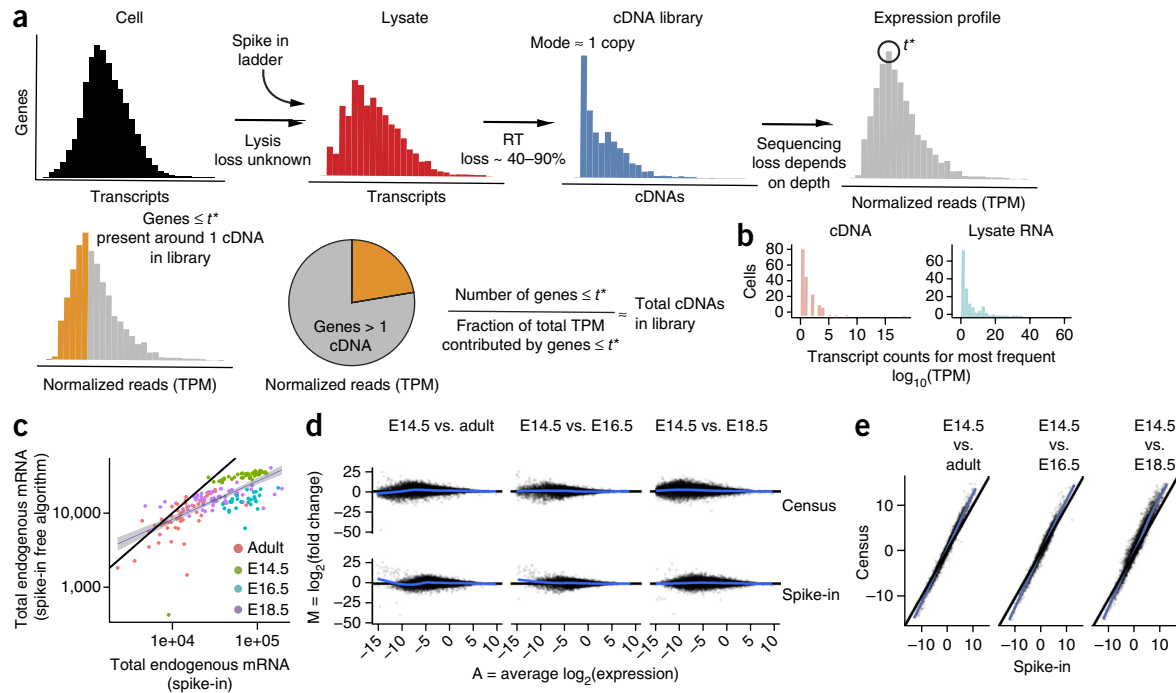 a
Cell
Lysate
cDNA library
Expression profile
Spike in
ladder
Mode ≈ 1 copy
t*
Genes
Lysis
loss unknown
RT
loss ~ 40–90%
Sequencing
loss depends
on depth
Transcripts
Transcripts
cDNAs
Normalized reads (TPM)
Genes ≤ t*
present around 1 cDNA
in library
Normalized reads (TPM)
Genes > 1
cDNA
Normalized reads (TPM)
Number of genes ≤ t*
Fraction of total TPM
contributed by genes ≤ t*
≈
Total cDNAs
in library
b
cDNA
Lysate RNA
Cells
80
60
40
20
0
0 5 10 15
60
40
20
0
0 20 40 60
Transcript counts for most frequent
log10(TPM)
c
Total endogenous mRNA
(spike-in free algorithm)
10,000
1,000
Adult
E14.5
E16.5
E18.5
1e+04 1e+05
Total endogenous mRNA
(spike-in)
d
E14.5 vs. adult
E14.5 vs. E16.5
E14.5 vs. E18.5
M = log2(fold change)
25
0
−25
−50
Census
25
0
−25
−50
Spike-in
−15 −10 −5 0 5 10
−15 −10 −5 0 5 10
−15 −10 −5 0 5 10
A = average log2(expression)
e
E14.5
vs.
adult
E14.5
vs.
E16.5
E14.5
vs.
E18.5
Census
10
0
−10
−10 0 10
−10 0 10
−10 0 10
Spike-in